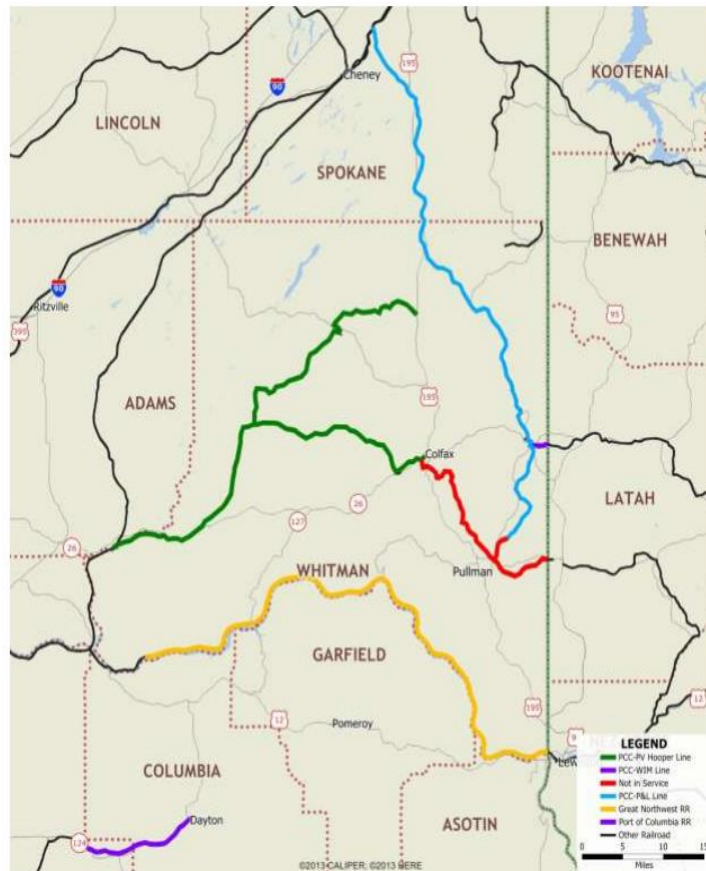 KOOTENAI
195
Cheney
90
LINCOLN
SPOKANE
BENEWAH
90
Ritzville
395
95
195
ADAMS
Colfax
LATAH
26
127
26
Pullman
WHITMAN
GARFIELD
195
12
12
Pomeroy
COLUMBIA
Dayton
124
ASOTIN
LEGEND
PCC-PV Hooper Line
PCC-WIM Line
Not in Service
PCC-P&L Line
Great Northwest RR
Port of Columbia RR
Other Railroad
0 5 10 15
Miles
©2013 CALIPER; ©2013 HERE